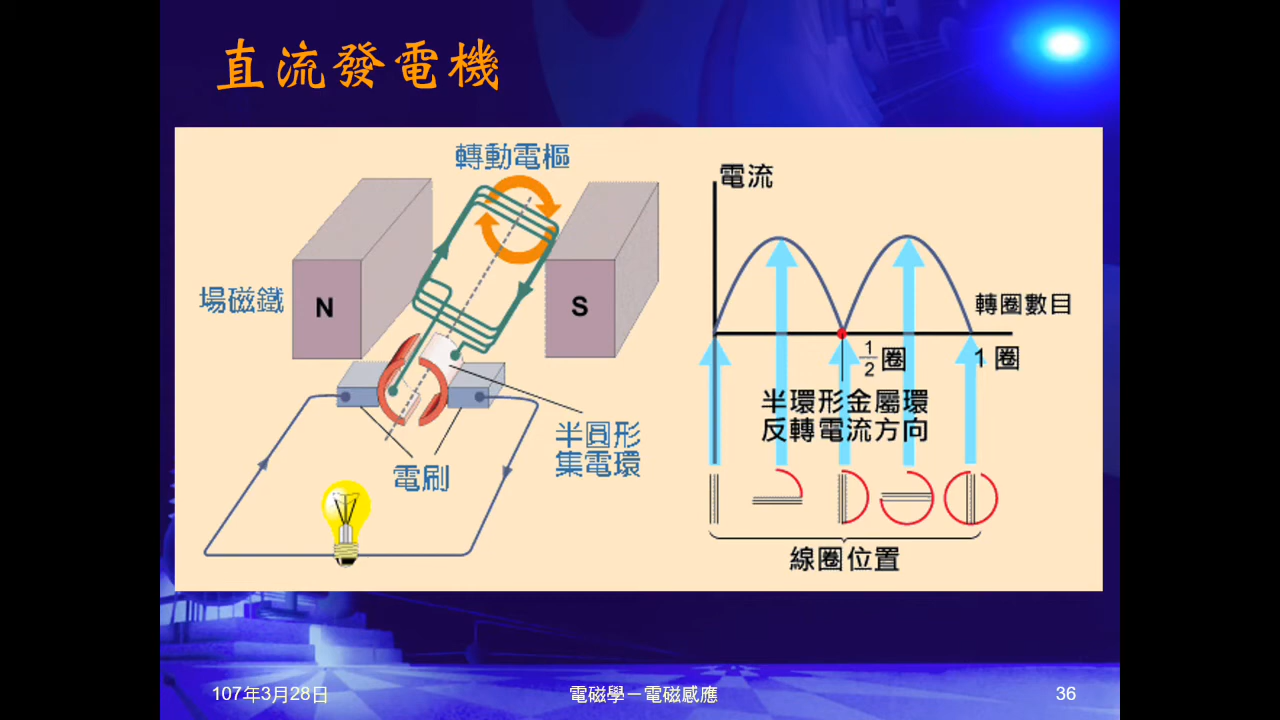 直流發電機
轉動電樞
場磁鐵
N
S
電刷
半圓形
集電環
電流
轉圈數目
1/2 圈
1 圈
半環形金屬環
反轉電流方向
線圈位置
107年3月28日
電磁學－電磁感應
36